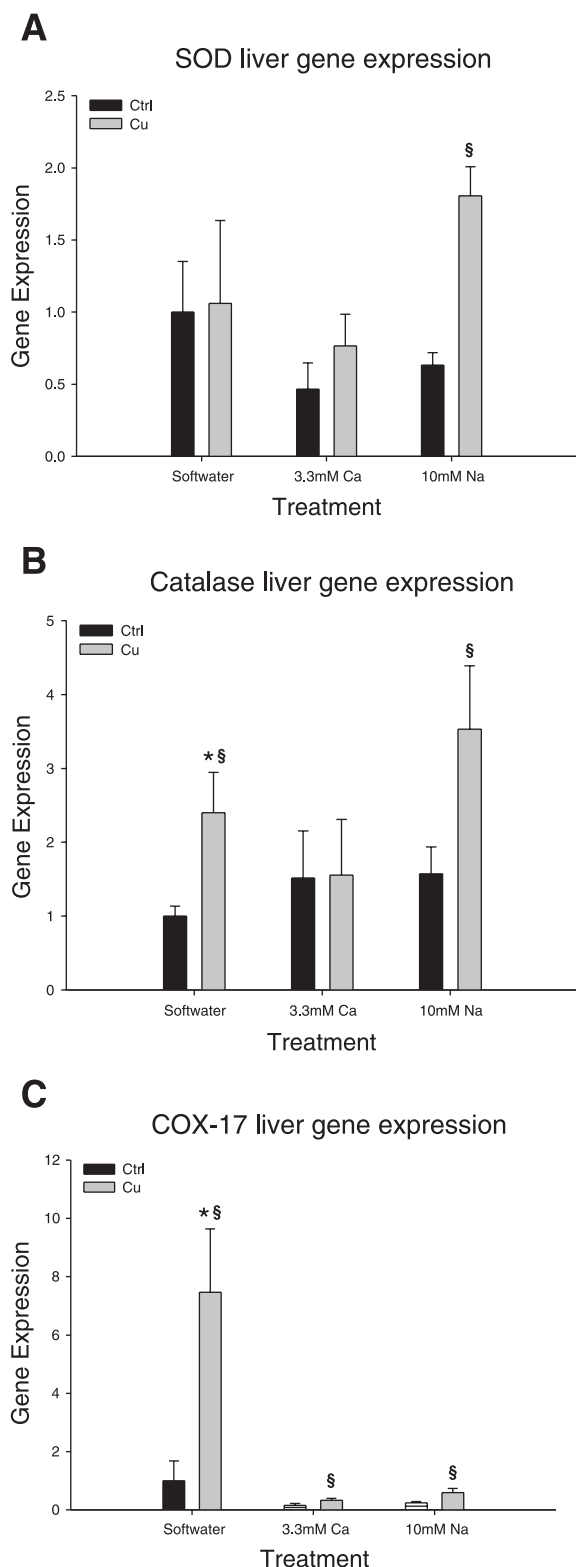 A
SOD liver gene expression
2.5
2.0
1.5
1.0
0.5
0.0
Gene Expression
Ctrl
Cu
§
Softwater 3.3mM Ca 10mM Na
Treatment
B
Catalase liver gene expression
5
4
3
2
1
0
Gene Expression
Ctrl
Cu
* §
§
Softwater 3.3mM Ca 10mM Na
Treatment
C
COX-17 liver gene expression
12
10
8
6
4
2
0
Gene Expression
Ctrl
Cu
* §
§
§
Softwater 3.3mM Ca 10mM Na
Treatment